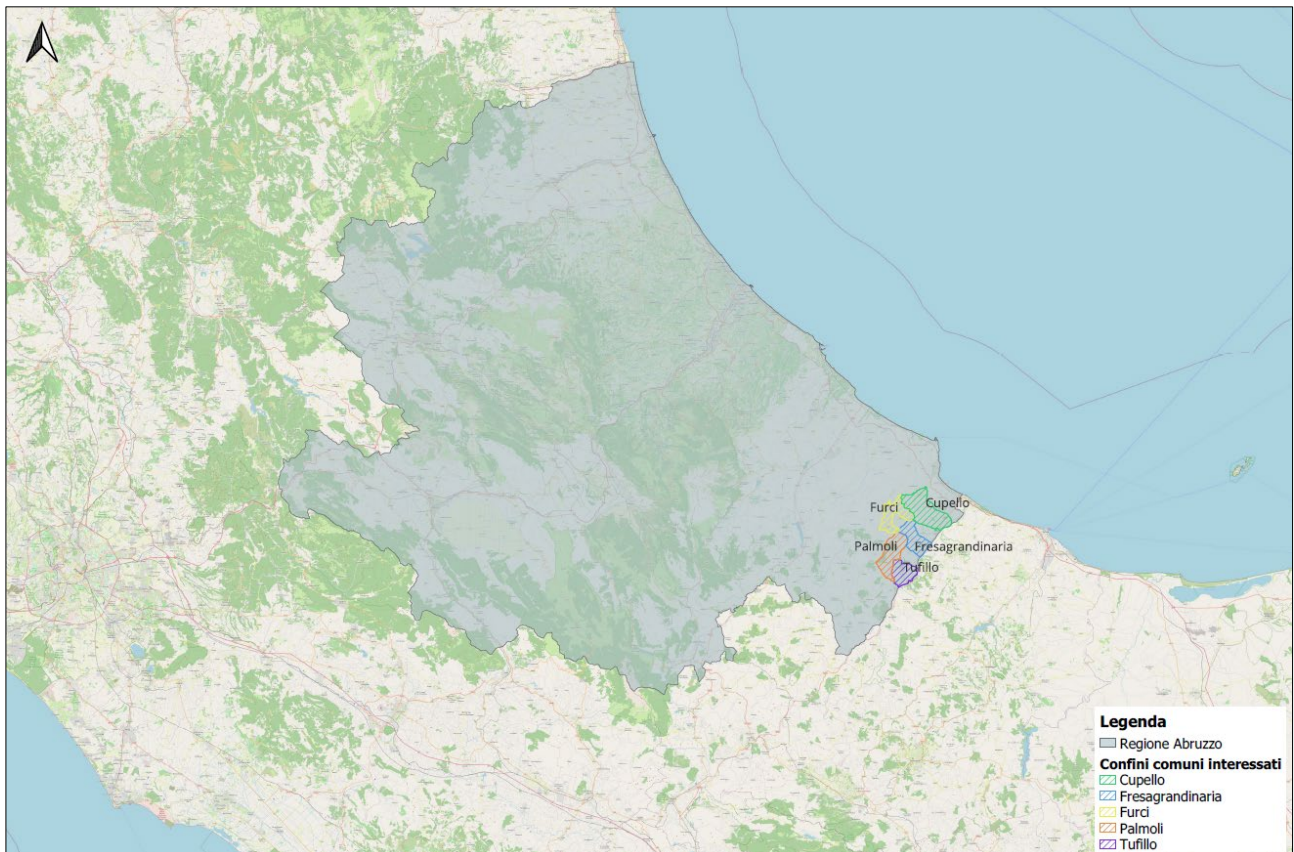 Furci
Cupello
Palmoli
Fresagrandinaria
Tufillo
Legenda
Regione Abruzzo
Confini comuni interessati
Cupello
Fresagrandinaria
Furci
Palmoli
Tufillo